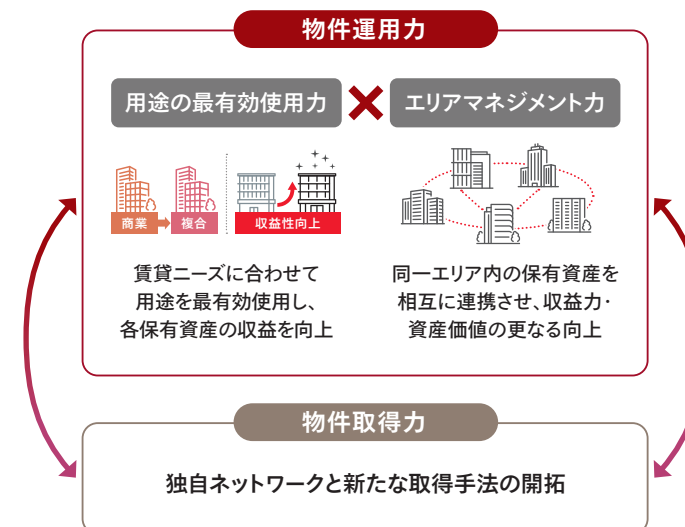 物件運用力
用途の最有効使用力
エリアマネジメント力
商業
複合
収益性向上
賃貸ニーズに合わせて
用途を最有効使用し、
各保有資産の収益を向上
同一エリア内の保有資産を
相互に連携させ、収益力・
資産価値の更なる向上
物件取得力
独自ネットワークと新たな取得手法の開拓